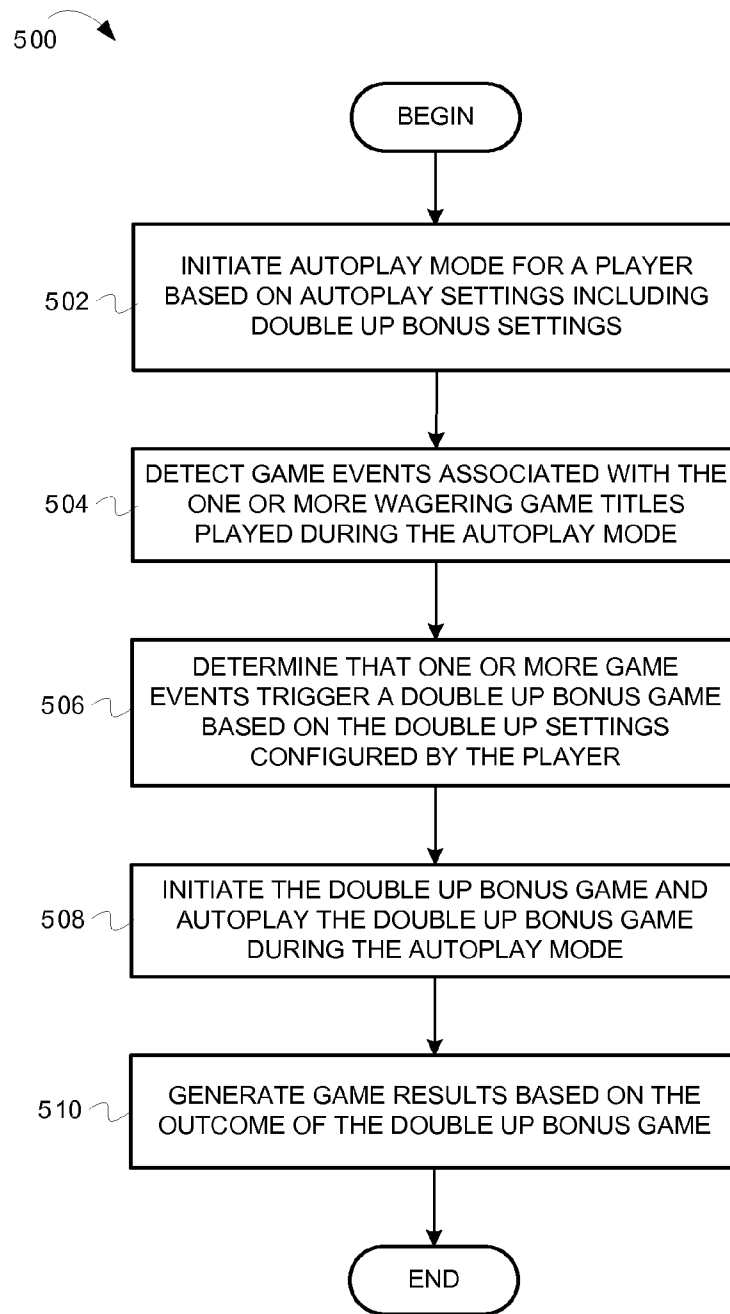 500
BEGIN
502
INITIATE AUTOPLAY MODE FOR A PLAYER
BASED ON AUTOPLAY SETTINGS INCLUDING
DOUBLE UP BONUS SETTINGS
504
DETECT GAME EVENTS ASSOCIATED WITH THE
ONE OR MORE WAGERING GAME TITLES
PLAYED DURING THE AUTOPLAY MODE
506
DETERMINE THAT ONE OR MORE GAME
EVENTS TRIGGER A DOUBLE UP BONUS GAME
BASED ON THE DOUBLE UP SETTINGS
CONFIGURED BY THE PLAYER
508
INITIATE THE DOUBLE UP BONUS GAME AND
AUTOPLAY THE DOUBLE UP BONUS GAME
DURING THE AUTOPLAY MODE
510
GENERATE GAME RESULTS BASED ON THE
OUTCOME OF THE DOUBLE UP BONUS GAME
END